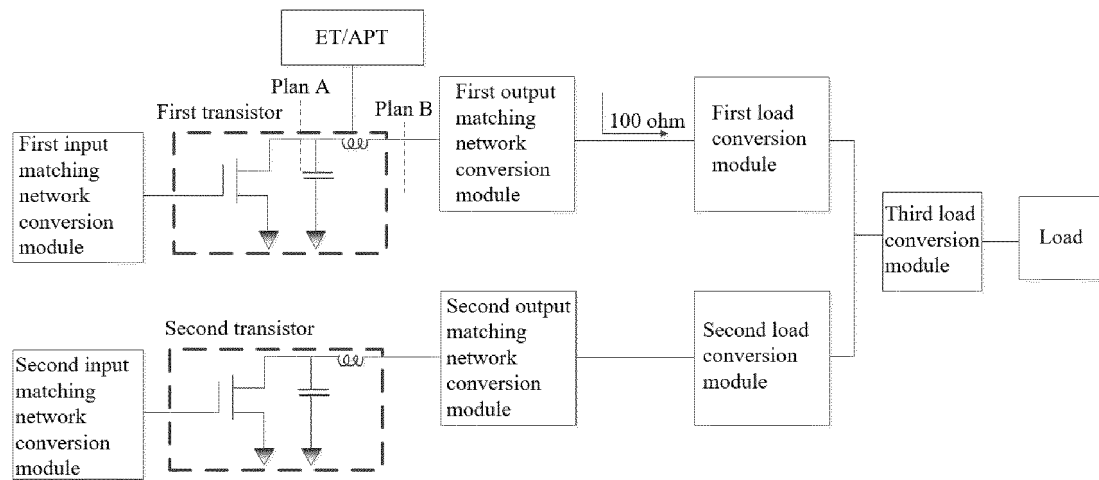 ET/APT
Plan A
Plan B
First transistor
First input
matching
network
conversion
module
First output
matching
network
conversion
module
100 ohm
First load
conversion
module
Third load
conversion
module
Load
Second transistor
Second input
matching
network
conversion
module
Second output
matching
network
conversion
module
Second load
conversion
module